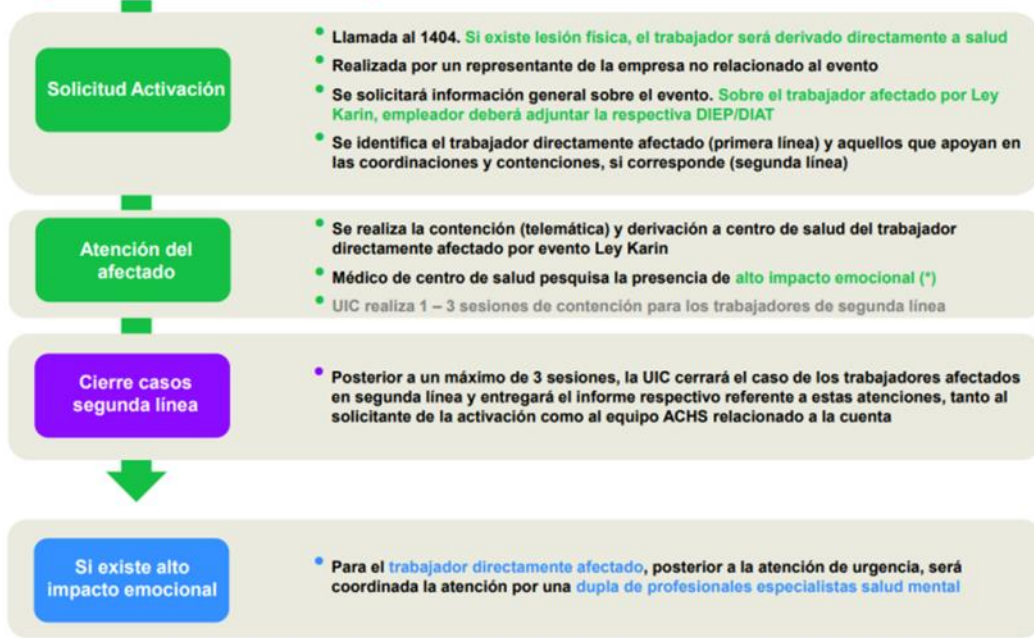 Solicitud Activación
• Llamada al 1404. Si existe lesión física, el trabajador será derivado directamente a salud
• Realizada por un representante de la empresa no relacionado al evento
• Se solicitará información general sobre el evento. Sobre el trabajador afectado por Ley
Karin, empleador deberá adjuntar la respectiva DIEP/DIAT
• Se identifica el trabajador directamente afectado (primera línea) y aquellos que apoyan en
las coordinaciones y contenciones, si corresponde (segunda línea)
Atención del
afectado
• Se realiza la contención (telemática) y derivación a centro de salud del trabajador
directamente afectado por evento Ley Karin
• Médico de centro de salud pesquisa la presencia de alto impacto emocional (*)
• UIC realiza 1 – 3 sesiones de contención para los trabajadores de segunda línea
Cierre casos
segunda línea
• Posterior a un máximo de 3 sesiones, la UIC cerrará el caso de los trabajadores afectados
en segunda línea y entregará el informe respectivo referente a estas atenciones, tanto al
solicitante de la activación como al equipo ACHS relacionado a la cuenta
Si existe alto
impacto emocional
• Para el trabajador directamente afectado, posterior a la atención de urgencia, será
coordinada la atención por una dupla de profesionales especialistas salud mental